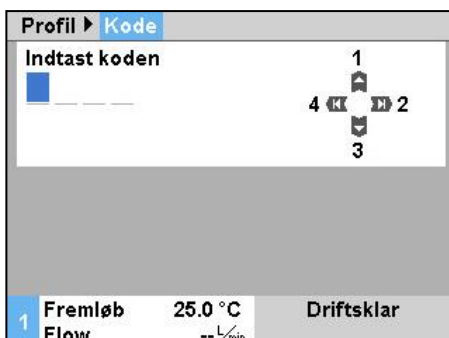 Profil ▶ Kode
Indtast koden
1
4 2
3
1 Fremløb 25.0 °C Driftsklar
Flow -- L/min